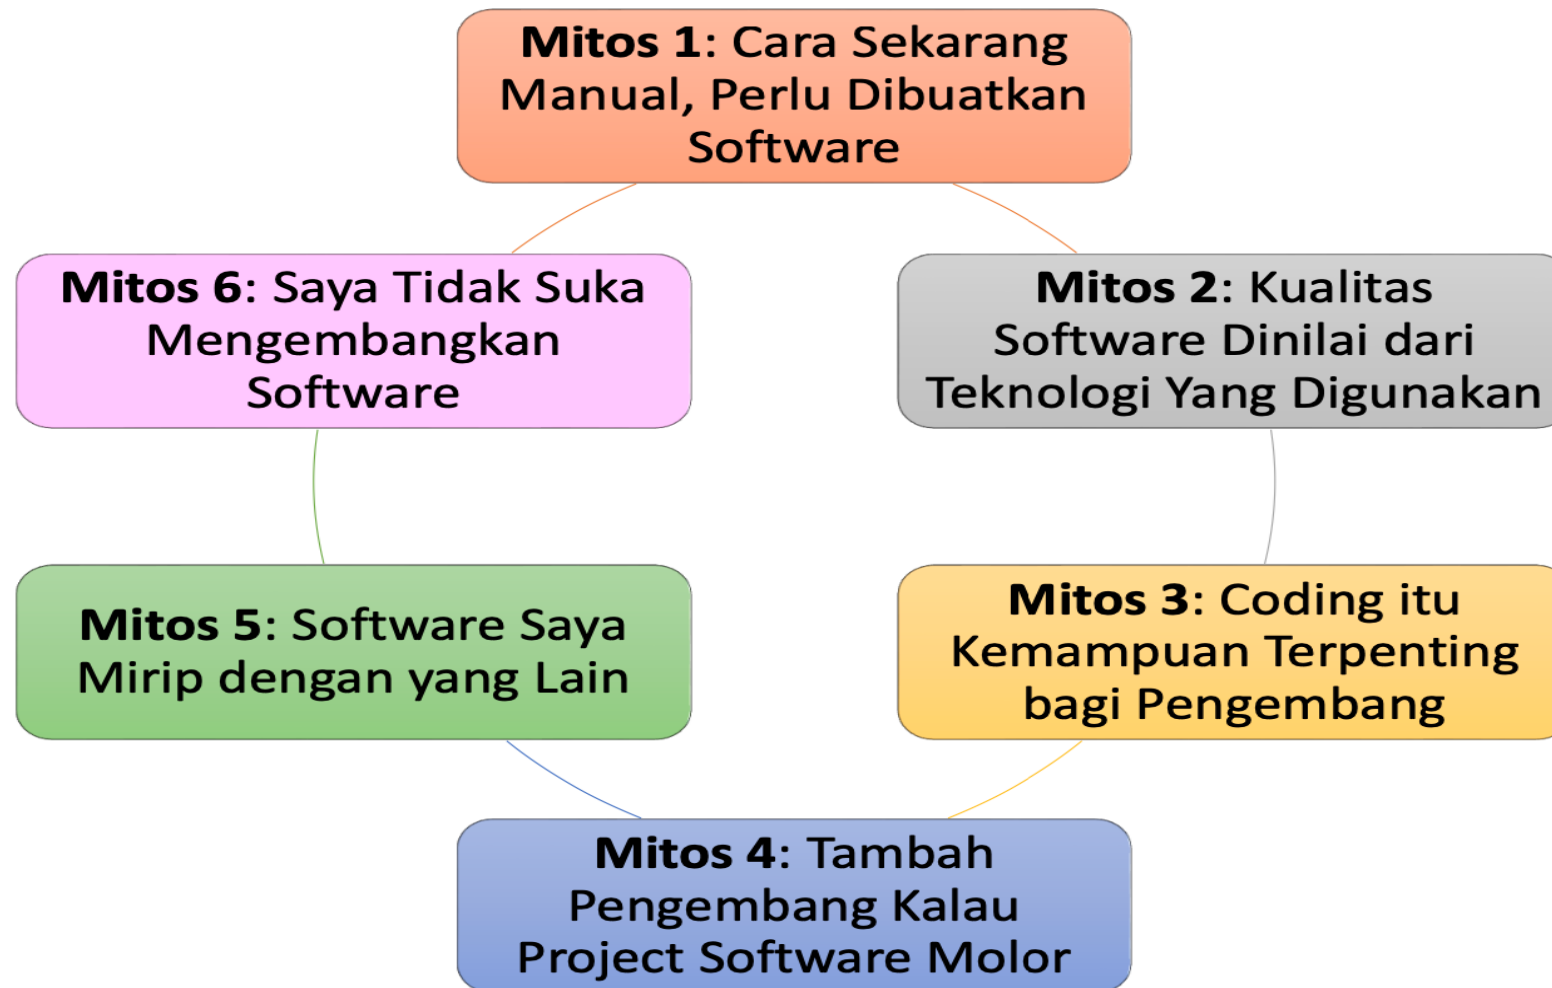 Mitos 1: Cara Sekarang
Manual, Perlu Dibuatkan
Software
Mitos 2: Kualitas
Software Dinilai dari
Teknologi Yang Digunakan
Mitos 3: Coding itu
Kemampuan Terpenting
bagi Pengembang
Mitos 4: Tambah
Pengembang Kalau
Project Software Molor
Mitos 5: Software Saya
Mirip dengan yang Lain
Mitos 6: Saya Tidak Suka
Mengembangkan
Software